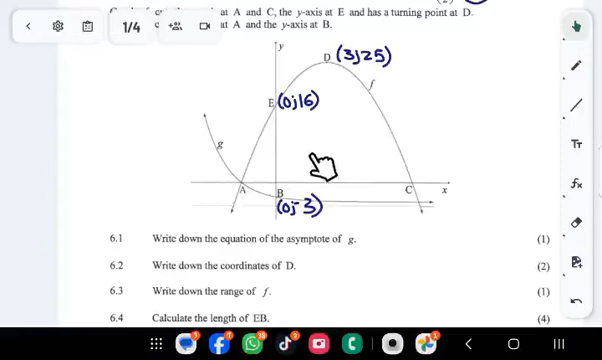 at A and C, the y-axis at E and has a turning point at D.
1/4
at A and the y-axis at B.
(2)
y
D (3;25)
f
E (0;16)
g
A
B
C
x
(0;-3)
6.1 Write down the equation of the asymptote of g. (1)
6.2 Write down the coordinates of D. (2)
6.3 Write down the range of f. (1)
6.4 Calculate the length of EB. (4)
Tт
fx